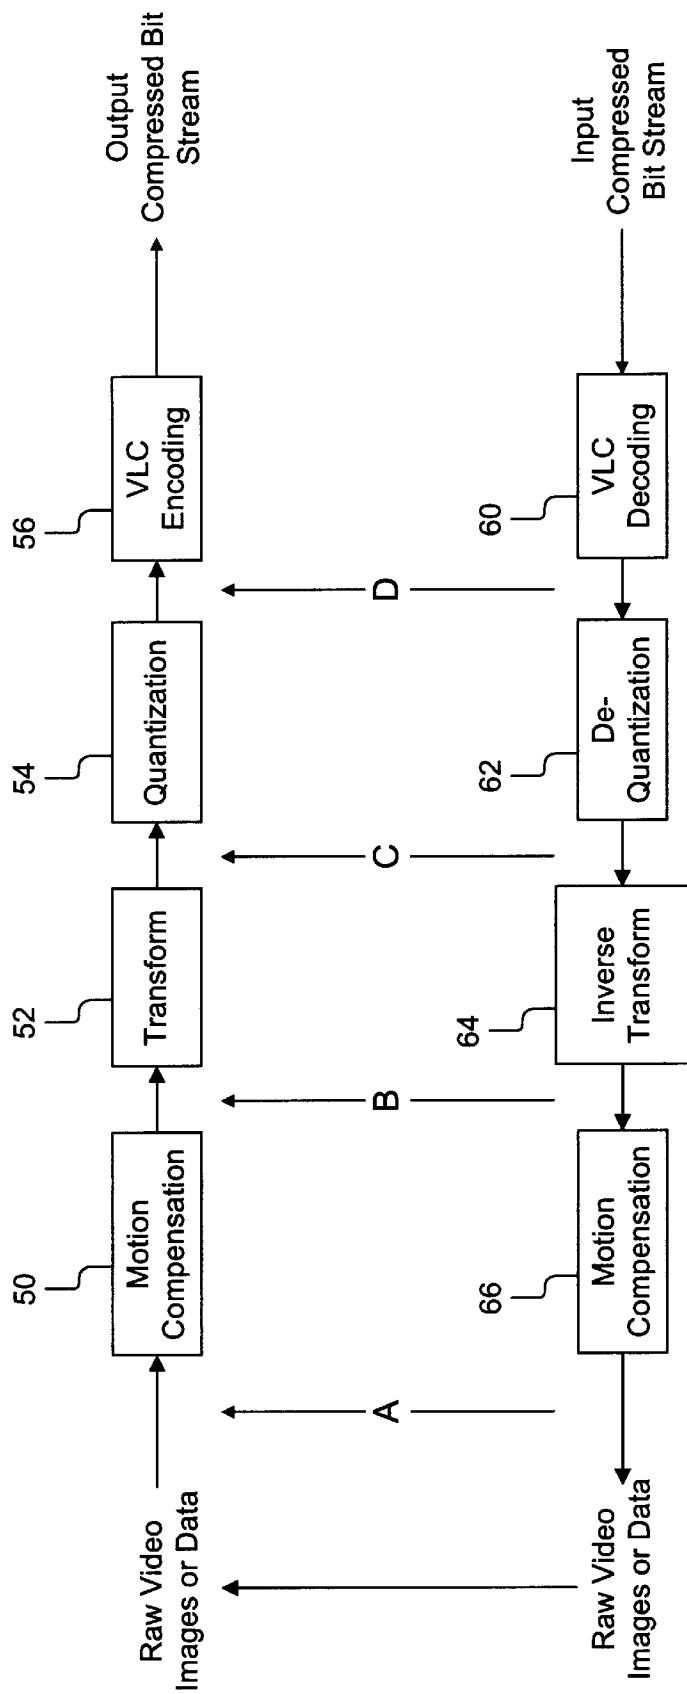 Raw Video
Images or Data
50
Motion
Compensation
52
Transform
54
Quantization
56
VLC
Encoding
Output
Compressed Bit
Stream
A
B
C
D
Raw Video
Images or Data
66
Motion
Compensation
64
Inverse
Transform
62
De-
Quantization
60
VLC
Decoding
Input
Compressed
Bit Stream